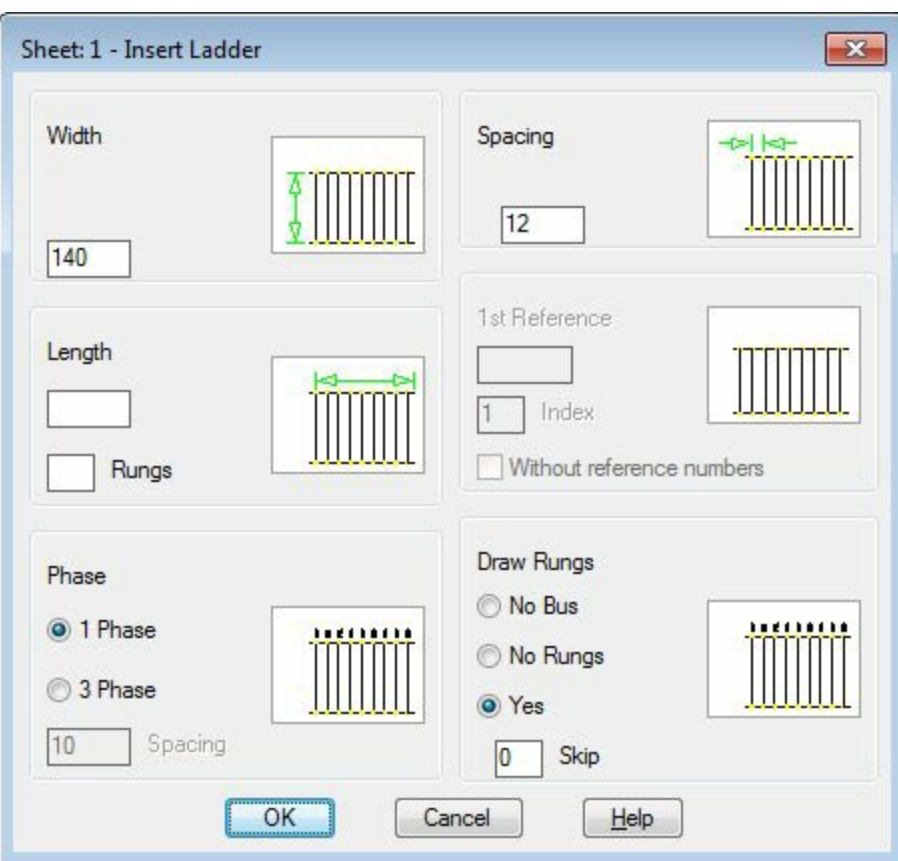 Sheet: 1 - Insert Ladder
Width
140
Spacing
12
Length
Rungs
1st Reference
1 Index
Without reference numbers
Phase
1 Phase
3 Phase
10 Spacing
Draw Rungs
No Bus
No Rungs
Yes
0 Skip
OK Cancel Help